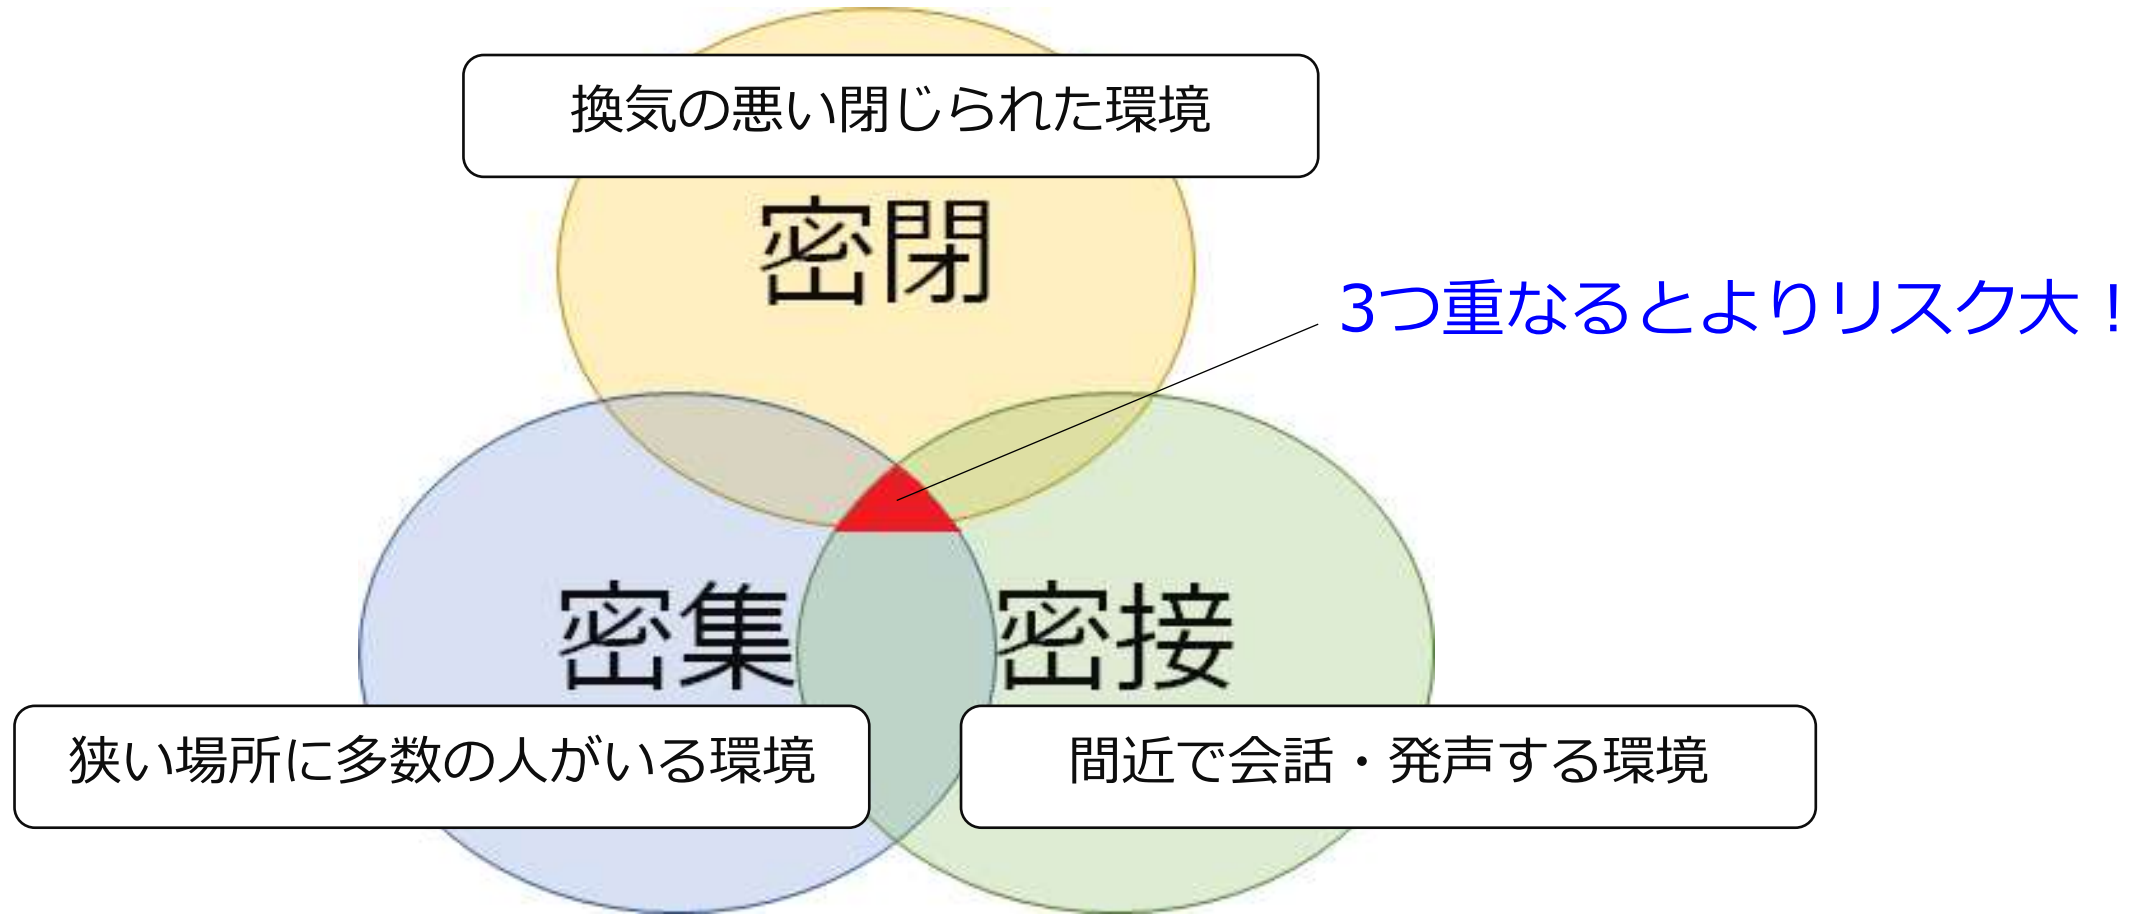 換気の悪い閉じられた環境
密閉
3つ重なるとよりリスク大！
密集
密接
狭い場所に多数の人がいる環境
間近で会話・発声する環境